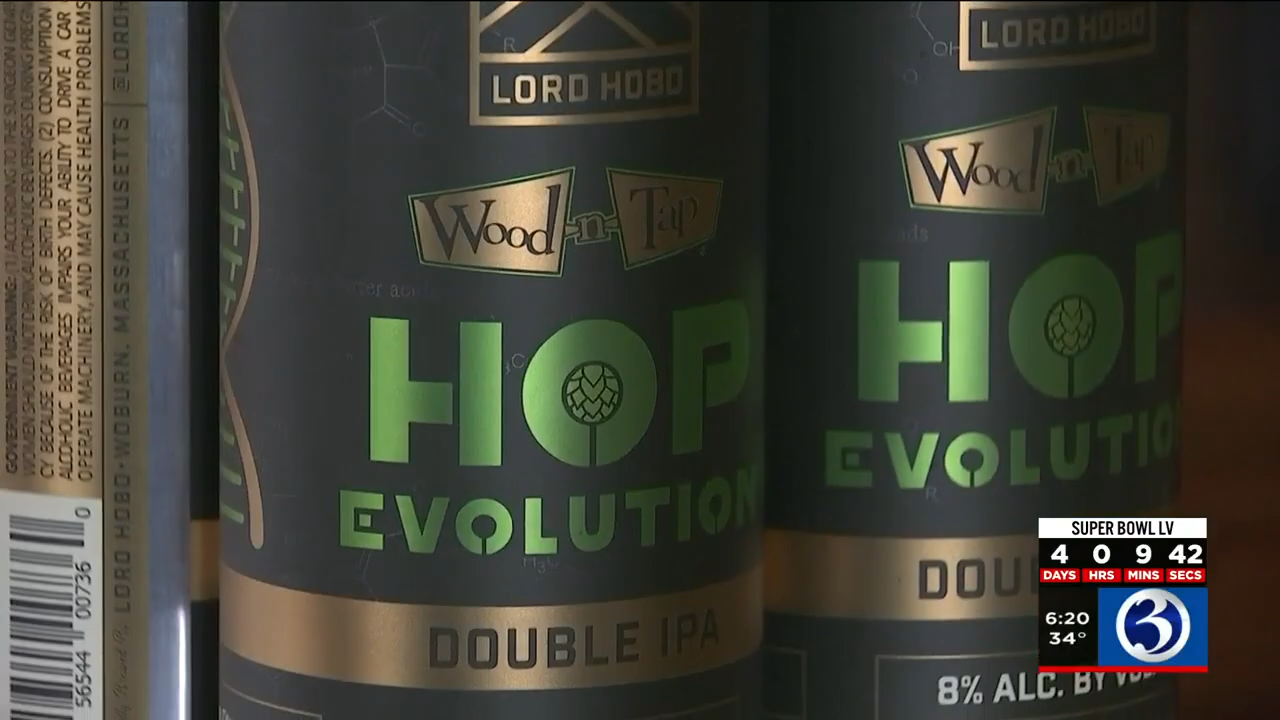 GOVERNMENT WARNING: (1) ACCORDING TO THE SURGEON GENE
WOMEN SHOULD NOT DRINK ALCOHOLIC BEVERAGES DURING PREG
CY BECAUSE OF THE RISK OF BIRTH DEFECTS. (2) CONSUMPTION
ALCOHOLIC BEVERAGES IMPAIRS YOUR ABILITY TO DRIVE A CAR
OPERATE MACHINERY, AND MAY CAUSE HEALTH PROBLEMS
LORD HOBO · WOBURN, MASSACHUSETTS | @LORDH
56544 00736 0
R
LORD HOBO
Wood-n-Tap
HOP
EVOLUTION
H₃C
DOUBLE IPA
OH
O
LORD HOBO
Wood-n-Tap
HOP
EVOLUTIO
R
DOU
8% ALC. BY VOL
SUPER BOWL LV
4 0 9 42
DAYS HRS MINS SECS
6:20
34°
3